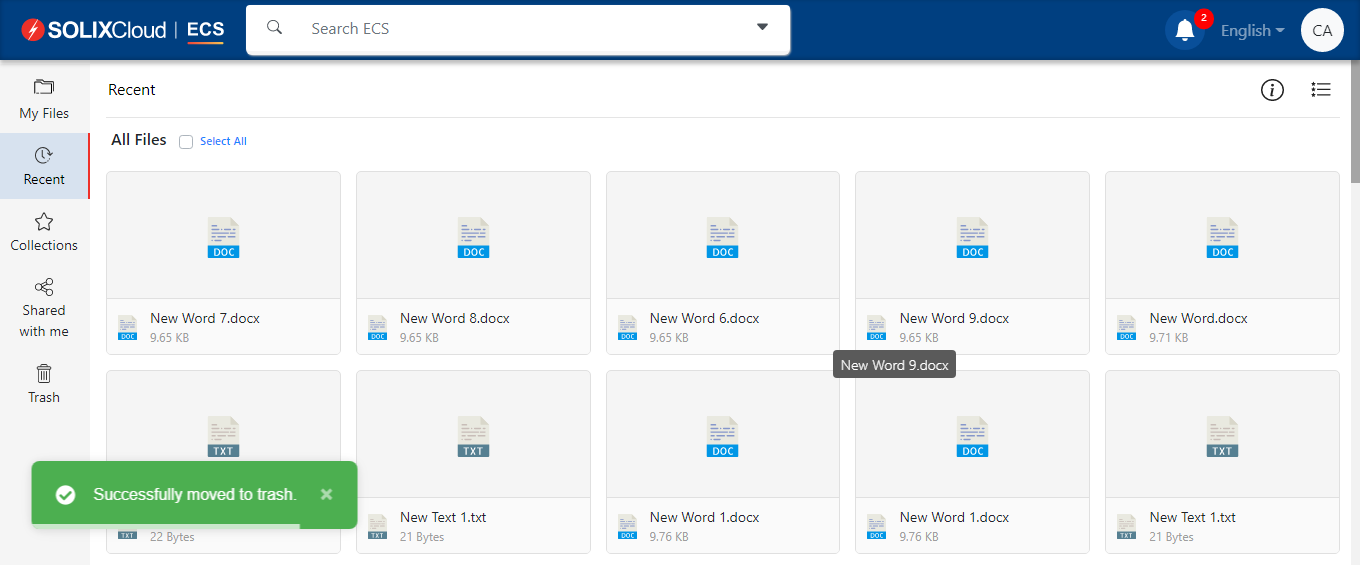 SOLIXCloud | ECS
Search ECS
2
English
CA
My Files
Recent
Collections
Shared
with me
Trash
Recent
All Files
Select All
DOC
DOC
DOC
DOC
DOC
DOC New Word 7.docx
9.65 KB
DOC New Word 8.docx
9.65 KB
DOC New Word 6.docx
9.65 KB
DOC New Word 9.docx
9.65 KB
DOC New Word.docx
9.71 KB
New Word 9.docx
TXT
TXT
DOC
DOC
TXT
Successfully moved to trash.
TXT 22 Bytes
TXT New Text 1.txt
21 Bytes
DOC New Word 1.docx
9.76 KB
DOC New Word 1.docx
9.76 KB
TXT New Text 1.txt
21 Bytes